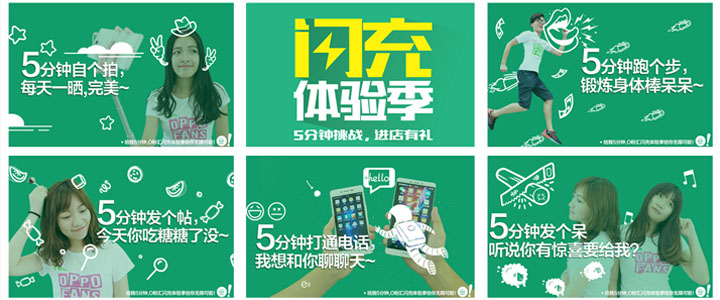 5分钟自个拍,
每天一晒,完美~
OPPO
FANS
闪充
体验季
5分钟挑战,进店有礼
5分钟跑个步,
锻炼身体棒呆呆~
5分钟发个帖,
今天你吃糖糖了没~
OPPO
FANS
hello
5分钟打通电话,
我想和你聊聊天~
5分钟发个呆
听说你有惊喜要给我?